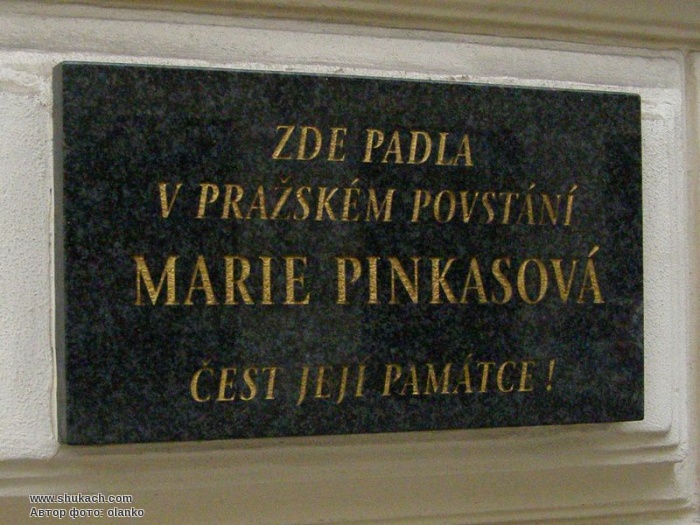 ZDE PADLA
V PRAŽSKÉM POVSTÁNÍ
MARIE PINKASOVÁ
ČEST JEJÍ PAMÁTCE !
www.shukach.com
Автор фото: olanko